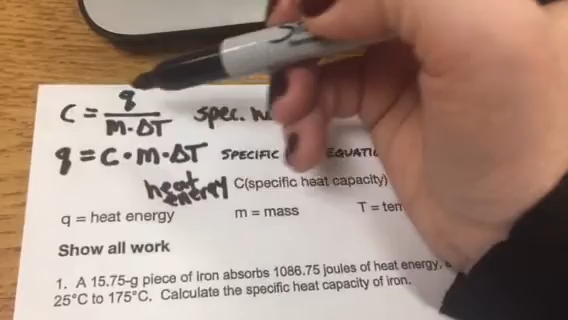 C = q / m·ΔT spec.
q = C·m·ΔT SPECIFIC
heat energy C(specific heat capacity)
q = heat energy m = mass T =
Show all work
1. A 15.75-g piece of iron absorbs 1086.75 joules of heat energy,
25°C to 175°C. Calculate the specific heat capacity of iron.